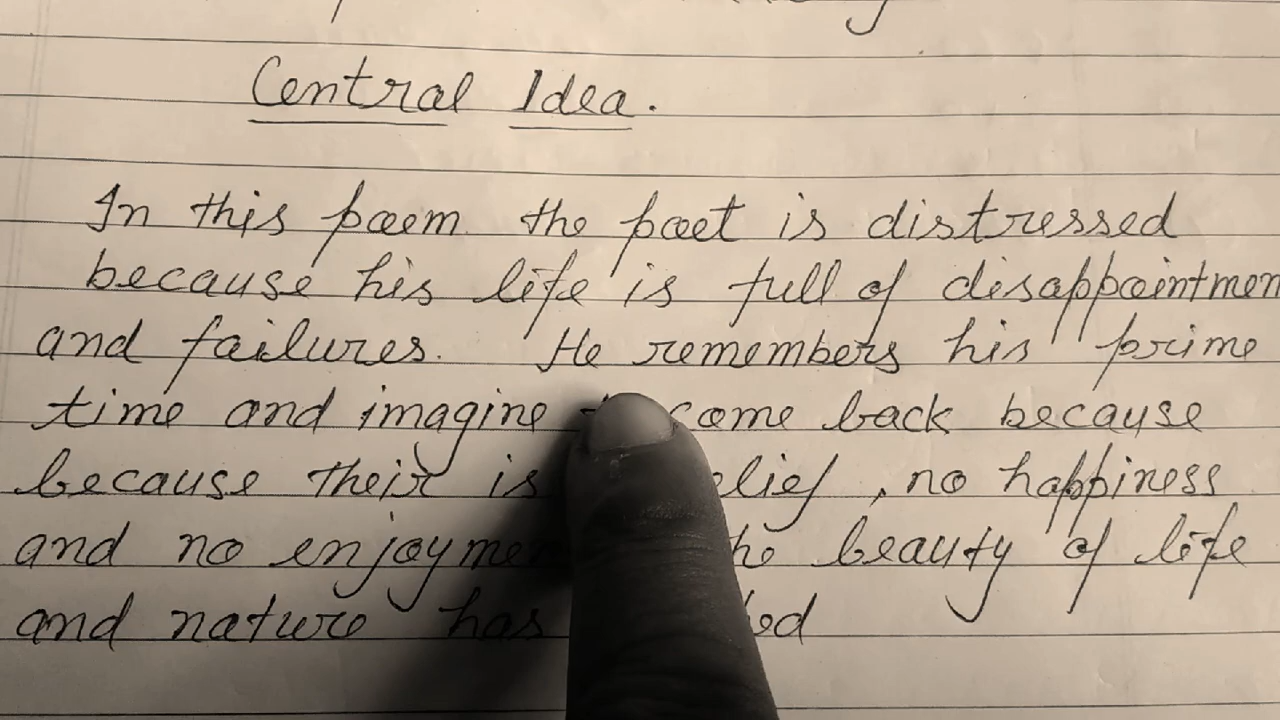 Central Idea.
In this poem the poet is distressed
because his life is full of disappointmen
and failures. He remembers his prime
time and imagine come back because
because their is , no happiness
and no beauty of life
and nature has